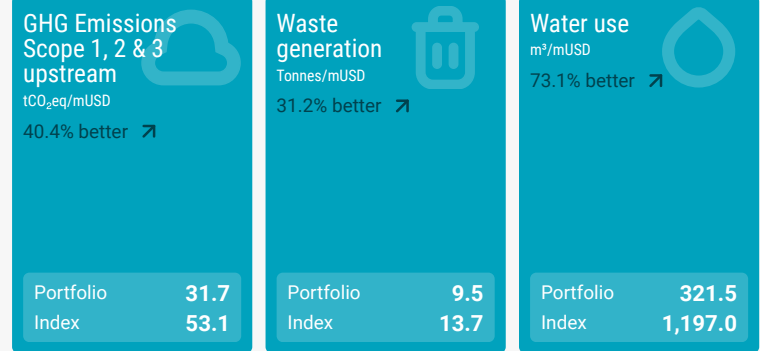 GHG Emissions
Scope 1, 2 & 3
upstream
tCO₂eq/mUSD
40.4% better
Portfolio 31.7
Index 53.1
Waste
generation
Tonnes/mUSD
31.2% better
Portfolio 9.5
Index 13.7
Water use
m³/mUSD
73.1% better
Portfolio 321.5
Index 1,197.0